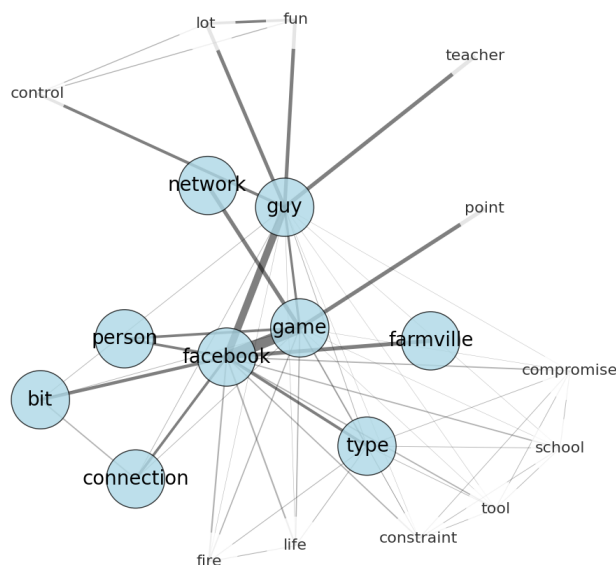 lot
fun
teacher
control
network
guy
point
person
facebook
game
farmville
compromise
bit
type
school
connection
tool
constraint
life
fire